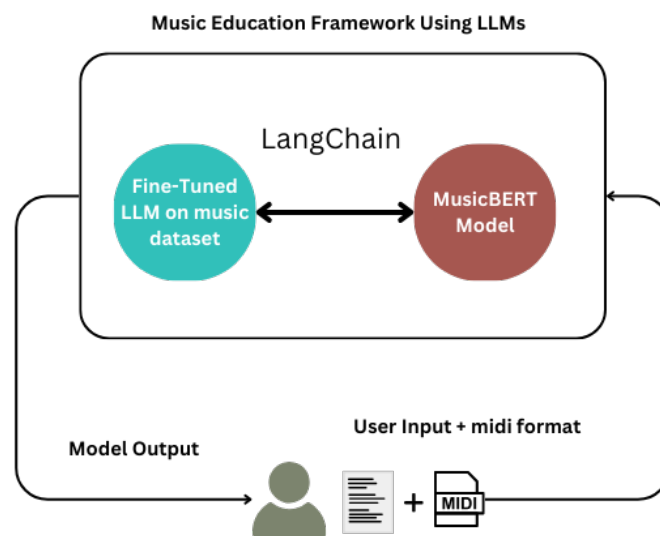 Music Education Framework Using LLMs
LangChain
Fine-Tuned
LLM on music
dataset
MusicBERT
Model
User Input + midi format
Model Output
+
MIDI